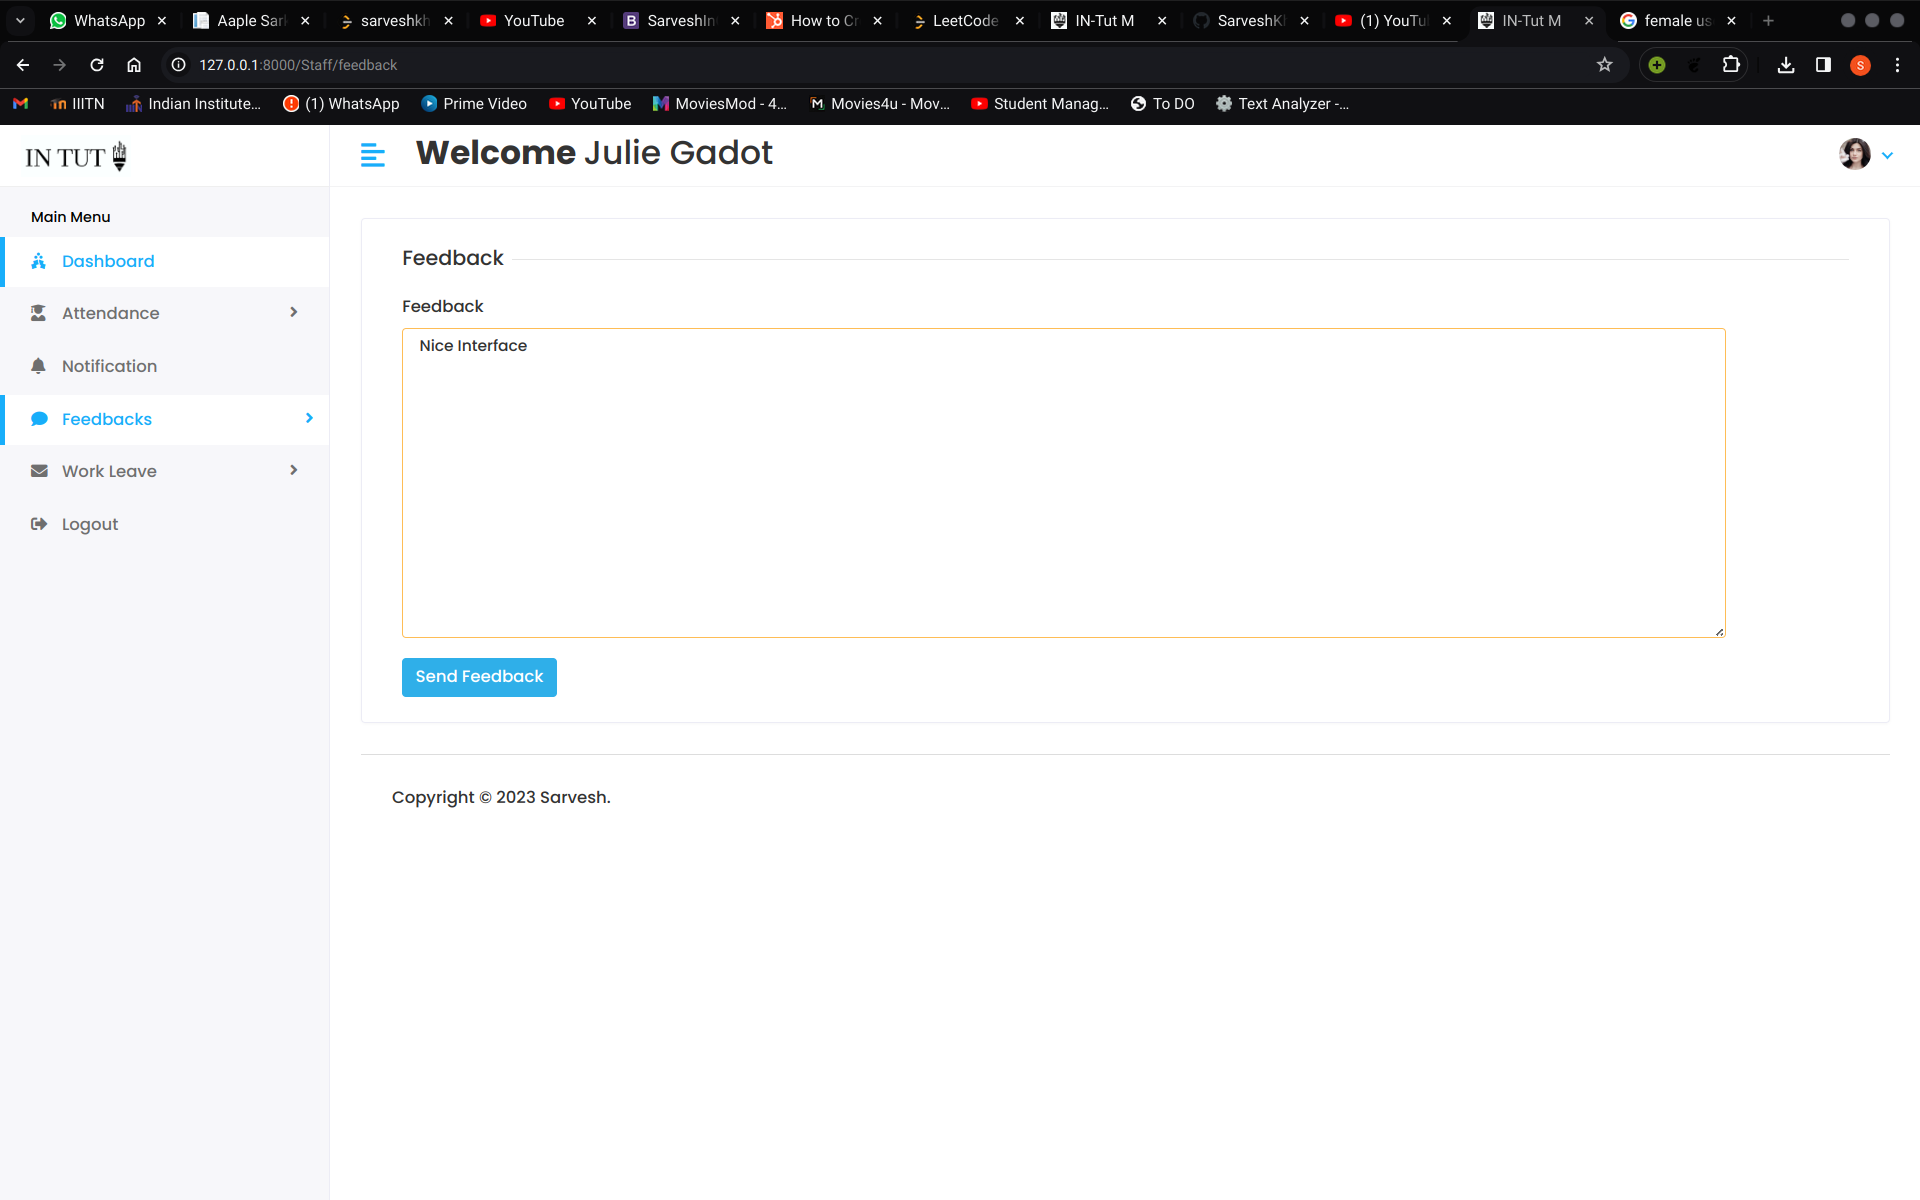 WhatsApp
Aaple Sark
sarveshkh
YouTube
SarveshIn
How to Cr
LeetCode
IN-Tut M
SarveshKh
(1) YouTu
IN-Tut M
female us
127.0.0.1:8000/Staff/feedback
S
IIITN
Indian Institute...
(1) WhatsApp
Prime Video
YouTube
MoviesMod - 4...
Movies4u - Mov...
Student Manag...
To DO
Text Analyzer -...
IN TUT
Welcome Julie Gadot
Main Menu
Dashboard
Attendance
Notification
Feedbacks
Work Leave
Logout
Feedback
Feedback
Nice Interface
Send Feedback
Copyright © 2023 Sarvesh.